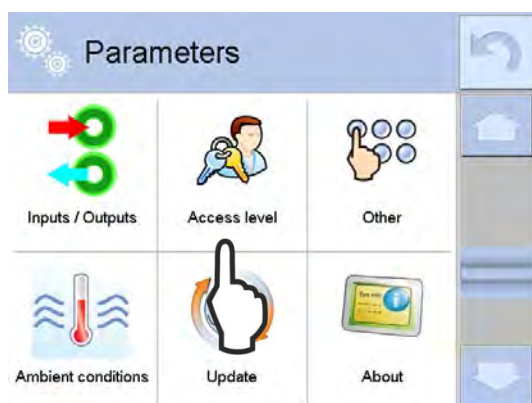 Parameters
Inputs / Outputs
Access level
Other
Ambient conditions
Update
About